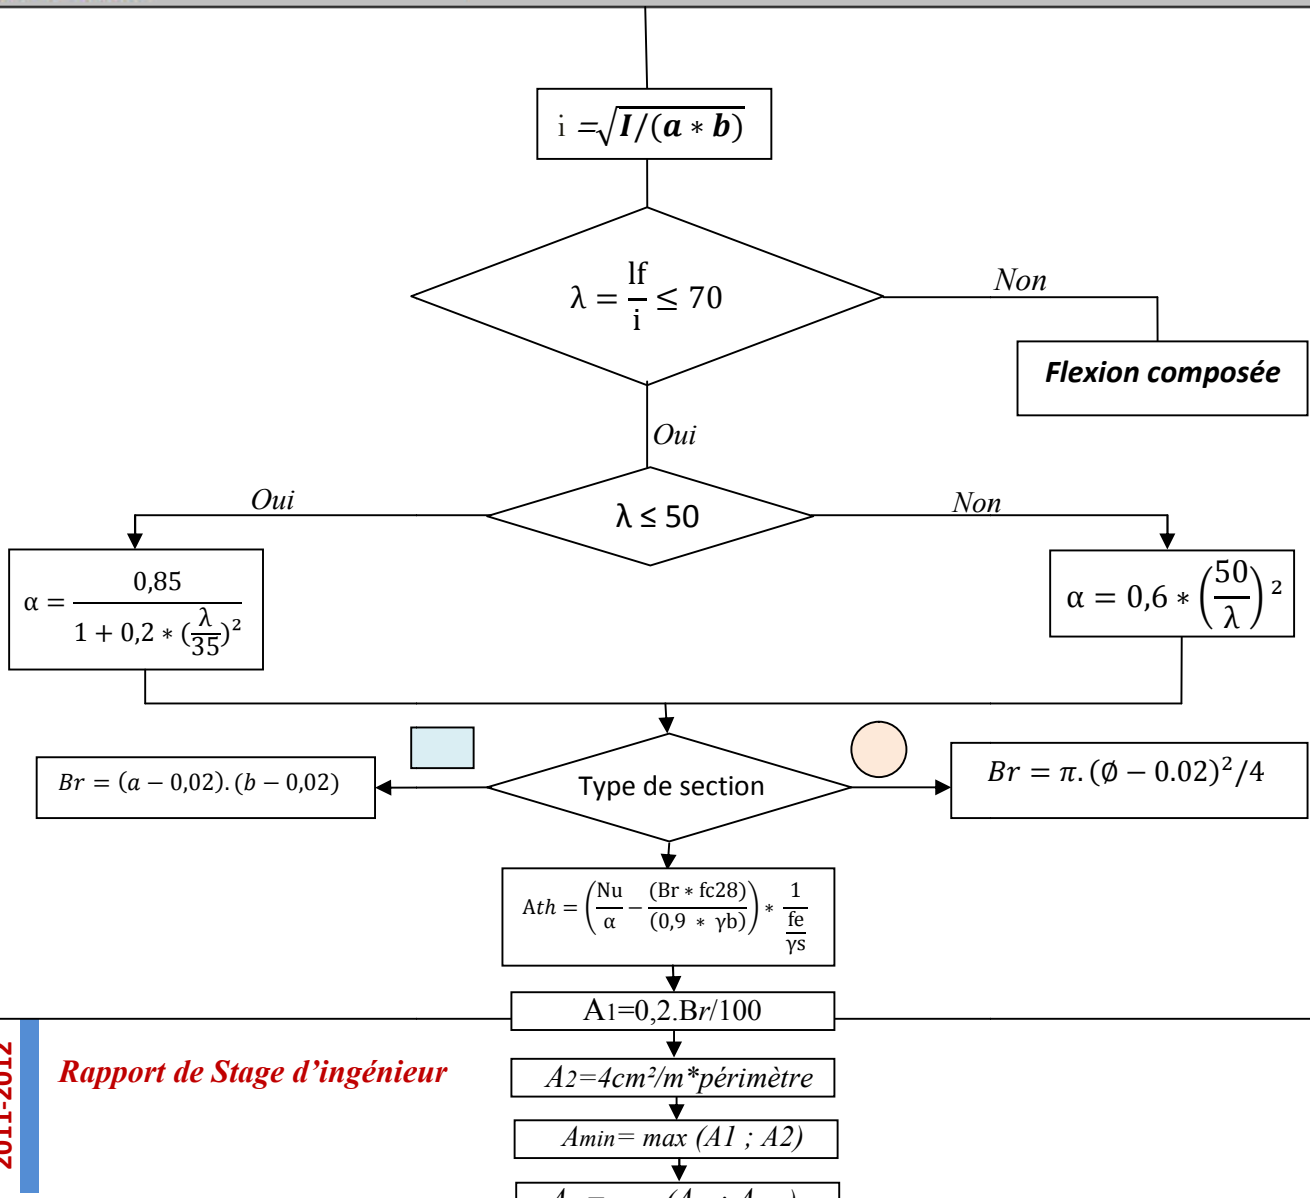 i =√I/(a ∗ b)
λ = lf/i ≤ 70
Non
Flexion composée
Oui
λ ≤ 50
Oui
Non
α = 0,85/(1 + 0,2 ∗ (λ/35)²)
α = 0,6 ∗ (50/λ)²
Type de section
Br = (a − 0,02). (b − 0,02)
Br = π. (∅ − 0.02)²/4
Ath = (Nu/α − (Br ∗ fc28)/(0,9 ∗ γb)) ∗ 1/(fe/γs)
A1=0,2.Br/100
A2=4cm²/m*périmètre
Amin= max (A1 ; A2)
Rapport de Stage d’ingénieur
2011-2012